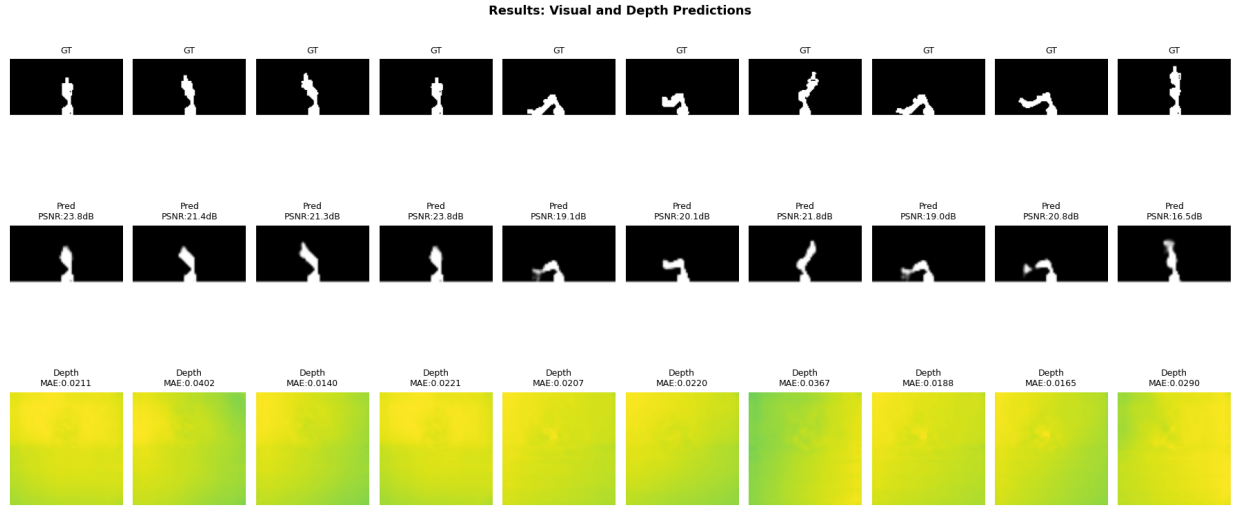 Results: Visual and Depth Predictions
GT GT GT GT GT GT GT GT GT GT
Pred Pred Pred Pred Pred Pred Pred Pred Pred Pred
PSNR:23.8dB PSNR:21.4dB PSNR:21.3dB PSNR:23.8dB PSNR:19.1dB PSNR:20.1dB PSNR:21.8dB PSNR:19.0dB PSNR:20.8dB PSNR:16.5dB
Depth Depth Depth Depth Depth Depth Depth Depth Depth Depth
MAE:0.0211 MAE:0.0402 MAE:0.0140 MAE:0.0221 MAE:0.0207 MAE:0.0220 MAE:0.0367 MAE:0.0188 MAE:0.0165 MAE:0.0290